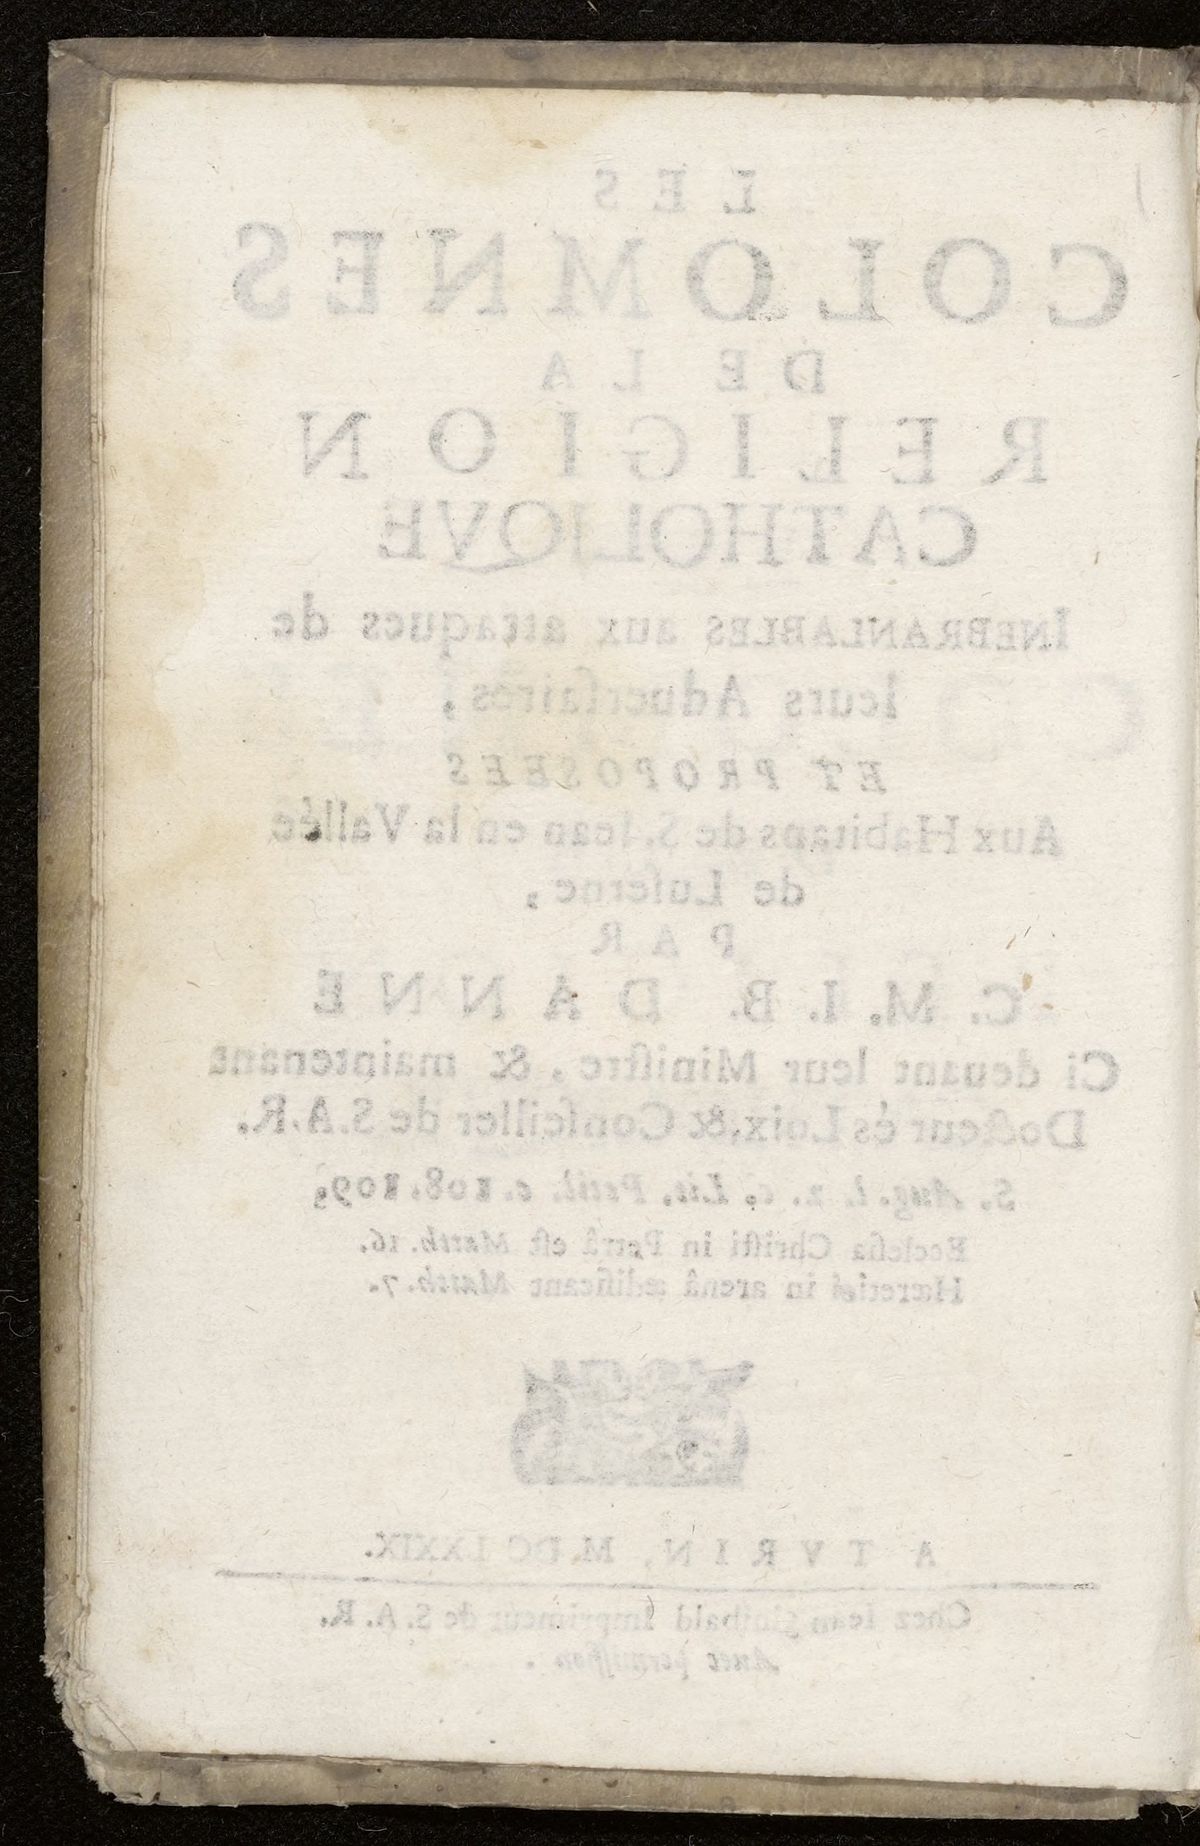 LES
COLOMNES
DE LA
RELIGION
CATHOLIQVE
INEBRANLABLES aux attaques de
leurs Aduerſaires;
ET PROPOSEES
Aux Habitans de S. Iean en la Vallée
de Luſerne,
PAR
C. M. I. B. DANNE
Ci deuant leur Miniſtre, & maintenant
Docteur és Loix, & Conſeiller de S. A. R.
S. Aug. l. 2. c. Lit. Petil. c. 108. 109.
Eccleſia Chriſti in Petrâ eſt Matth. 16.
Hæretici in arenâ ædificant Matth. 7.
A TVRIN, M. DC LXXIX.
Chez Iean Sinibald Imprimeur de S. A. R.
Auec permiſſion.